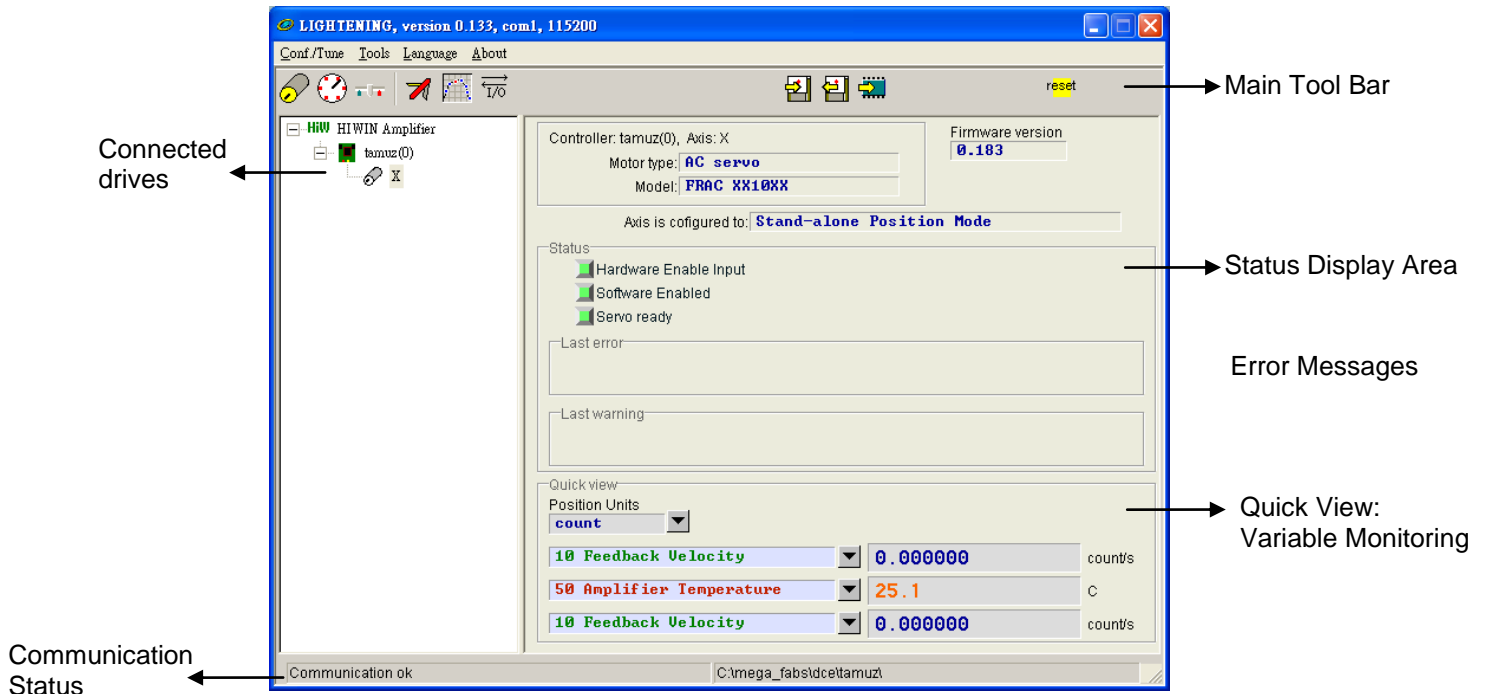 LIGHTENING, version 0.133, com1, 115200
Conf./Tune Tools Language About
I/O
reset
Main Tool Bar
HiW HIWIN Amplifier
tamuz(0)
X
Connected
drives
Controller: tamuz(0), Axis: X
Motor type: AC servo
Model: FRAC XX10XX
Firmware version
0.183
Axis is cofigured to: Stand-alone Position Mode
Status
Hardware Enable Input
Software Enabled
Servo ready
Status Display Area
Last error
Error Messages
Last warning
Quick view
Position Units
count
Quick View:
Variable Monitoring
10 Feedback Velocity 0.000000 count/s
50 Amplifier Temperature 25.1 C
10 Feedback Velocity 0.000000 count/s
Communication
Status
Communication ok
C:\mega_fabs\dce\tamuz\